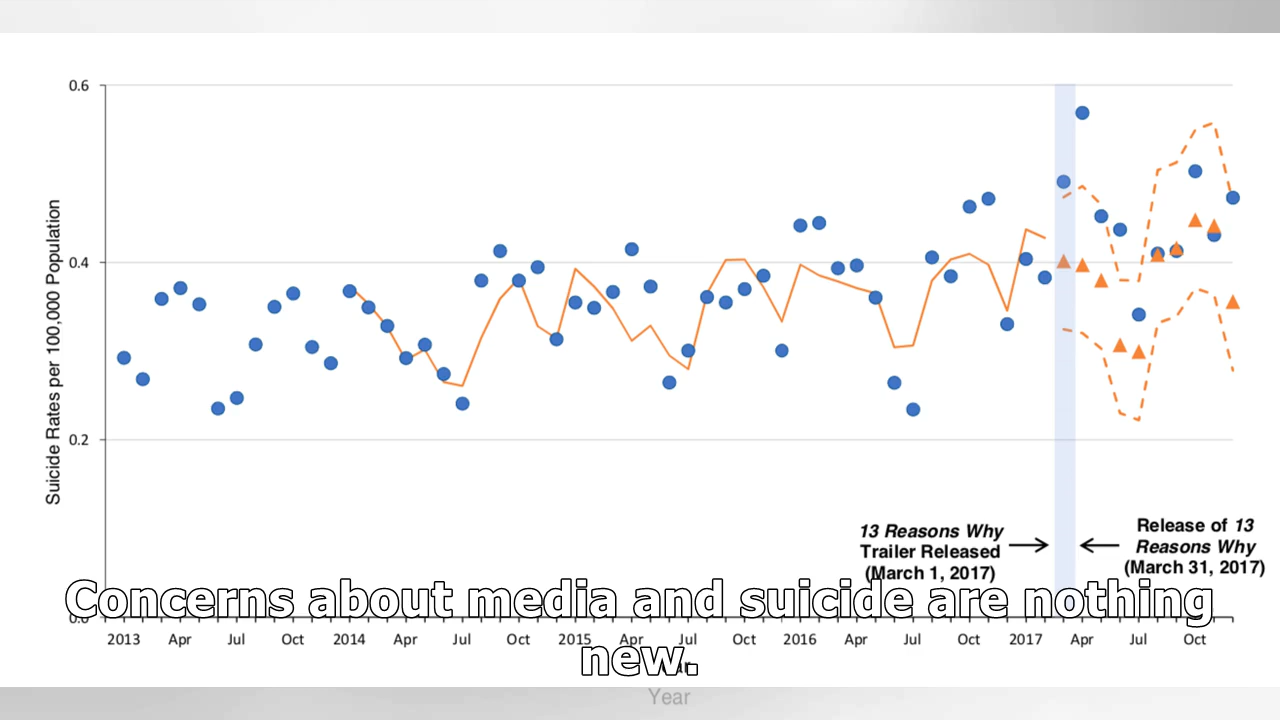 0.6
0.4
0.2
Suicide Rates per 100,000 Population
13 Reasons Why
Trailer Released
(March 1, 2017)
Release of 13
Reasons Why
(March 31, 2017)
2013 Apr Jul Oct 2014 Apr Jul Oct 2015 Apr Jul Oct 2016 Apr Jul Oct 2017 Apr Jul Oct
Concerns about media and suicide are nothing
new.
Year